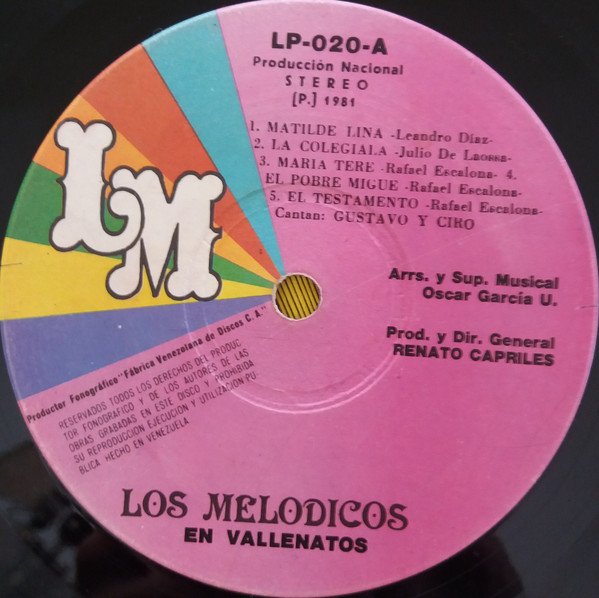 LP-020-A
Producción Nacional
STEREO
[P.] 1981
1. MATILDE LINA -Leandro Díaz-
2. LA COLEGIALA -Julio De Laossa-
3. MARIA TERE -Rafael Escalona- 4.
EL POBRE MIGUE -Rafael Escalona-
5. EL TESTAMENTO -Rafael Escalona-
Cantan: GUSTAVO Y CIRO
LM
Arrs. y Sup. Musical
Oscar García U.
Prod. y Dir. General
RENATO CAPRILES
Productor Fonográfico "Fábrica Venezolana de Discos C.A."
RESERVADOS TODOS LOS DERECHOS DEL PRODUC-
TOR FONOGRAFICO Y DE LOS AUTORES DE LAS
OBRAS GRABADAS EN ESTE DISCO Y PROHIBIDA
SU REPRODUCCION EJECUCION Y UTILIZACION PU-
BLICA HECHO EN VENEZUELA
LOS MELODICOS
EN VALLENATOS